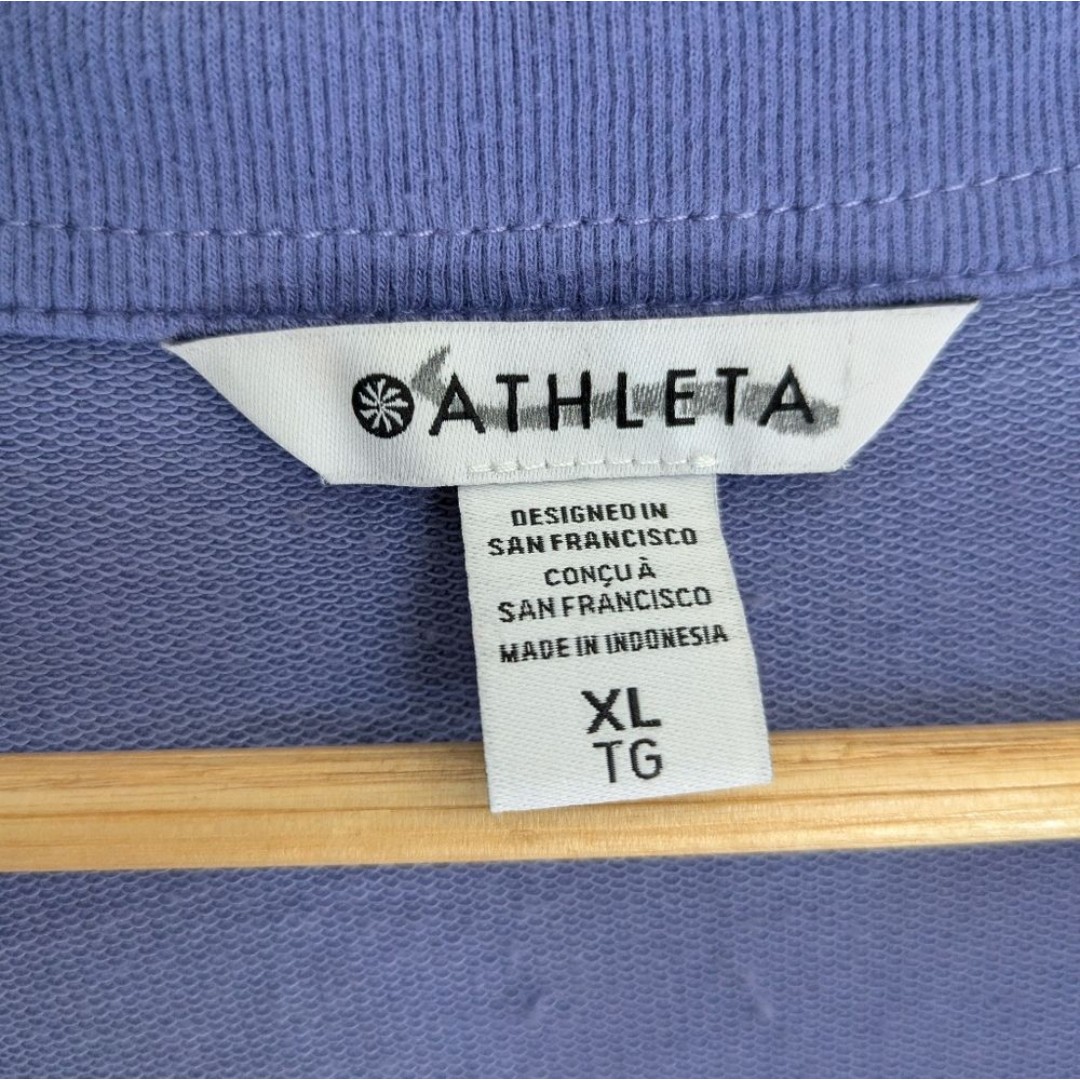 ATHLETA
DESIGNED IN
SAN FRANCISCO
CONÇU À
SAN FRANCISCO
MADE IN INDONESIA
XL
TG